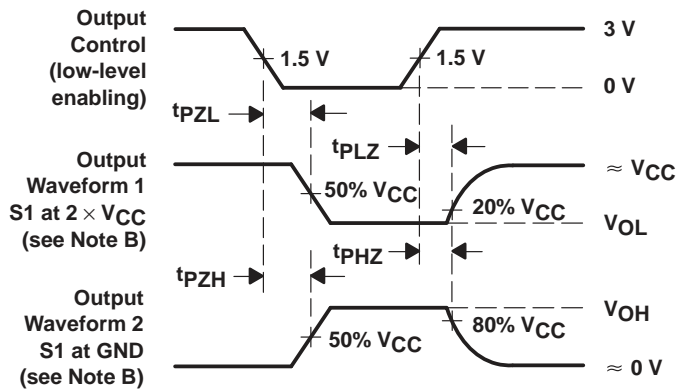 Output
Control
(low-level
enabling)
1.5 V
1.5 V
3 V
0 V
tPZL
tPLZ
Output
Waveform 1
S1 at 2 × VCC
(see Note B)
50% VCC
20% VCC
≈ VCC
VOL
tPZH
tPHZ
Output
Waveform 2
S1 at GND
(see Note B)
50% VCC
80% VCC
VOH
≈ 0 V